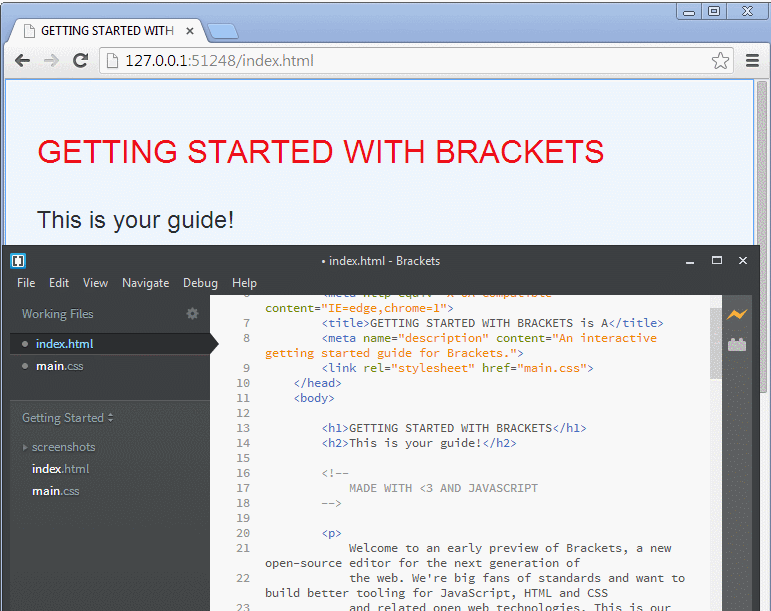 GETTING STARTED WITH
127.0.0.1:51248/index.html
GETTING STARTED WITH BRACKETS
This is your guide!
• index.html - Brackets
File Edit View Navigate Debug Help
Working Files
index.html
main.css
Getting Started
screenshots
index.html
main.css
content="IE=edge,chrome=1">
7 <title>GETTING STARTED WITH BRACKETS is A</title>
8 <meta name="description" content="An interactive
getting started guide for Brackets.">
9 <link rel="stylesheet" href="main.css">
10 </head>
11 <body>
12
13 <h1>GETTING STARTED WITH BRACKETS</h1>
14 <h2>This is your guide!</h2>
15
16 <!--
17 MADE WITH <3 AND JAVASCRIPT
18 -->
19
20 <p>
21 Welcome to an early preview of Brackets, a new
open-source editor for the next generation of
22 the web. We're big fans of standards and want to
build better tooling for JavaScript, HTML and CSS
23 and related open web technologies. This is our